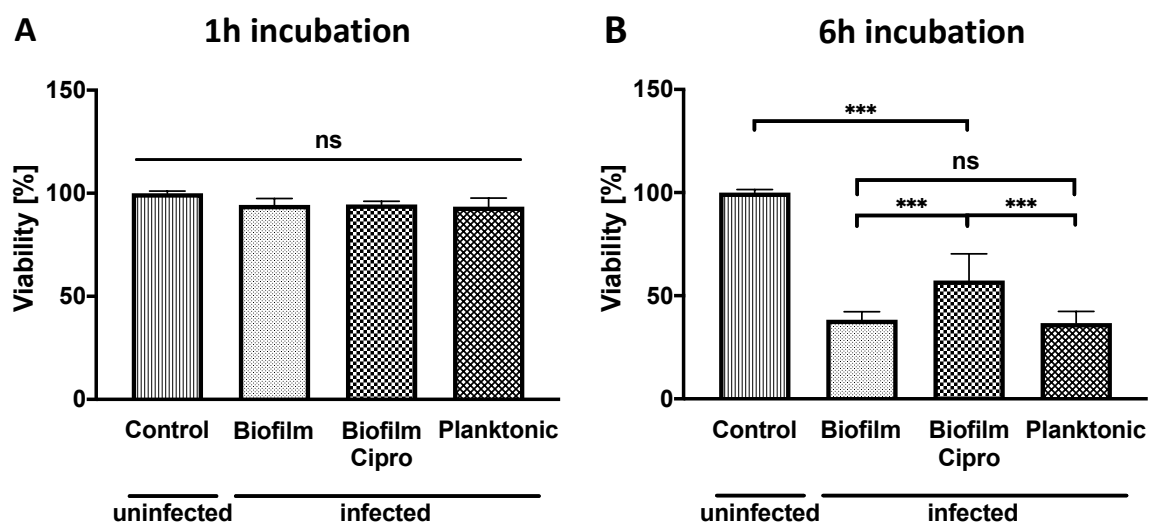 A
1h incubation
150
100
50
0
Viability [%]
ns
Control
Biofilm
Biofilm
Cipro
Planktonic
uninfected
infected
B
6h incubation
150
100
50
0
Viability [%]
***
ns
***
***
Control
Biofilm
Biofilm
Cipro
Planktonic
uninfected
infected